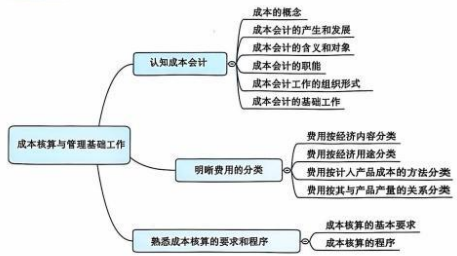 成本的概念
成本会计的产生和发展
成本会计的含义和对象
成本会计的职能
成本会计工作的组织形式
成本会计的基础工作
认知成本会计
成本核算与管理基础工作
费用按经济内容分类
费用按经济用途分类
费用按计人产品成本的方法分类
费用按其与产品产量的关系分类
明晰费用的分类
成本核算的基本要求
成本核算的程序
熟悉成本核算的要求和程序